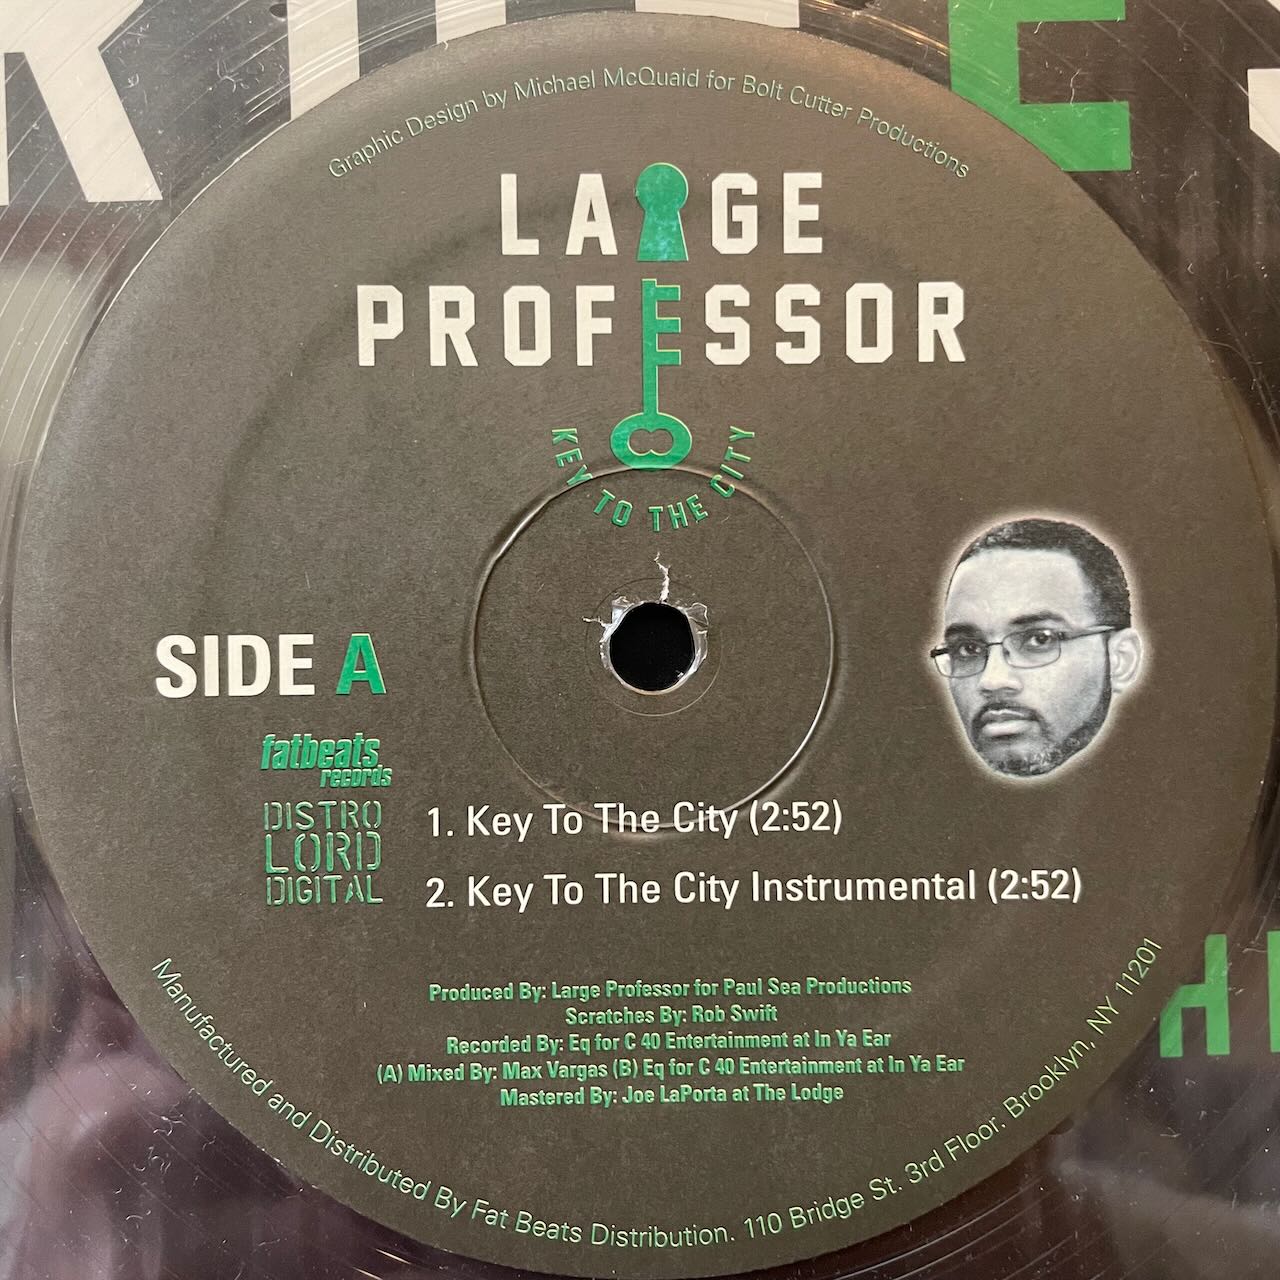 Graphic Design by Michael McQuaid for Bolt Cutter Productions
LARGE
PROFESSOR
KEY TO THE CITY
SIDE A
fatbeats
records
DISTRO
LORD
DIGITAL
1. Key To The City (2:52)
2. Key To The City Instrumental (2:52)
Produced By: Large Professor for Paul Sea Productions
Scratches By: Rob Swift
Recorded By: Eq for C 40 Entertainment at In Ya Ear
(A) Mixed By: Max Vargas (B) Eq for C 40 Entertainment at In Ya Ear
Mastered By: Joe LaPorta at The Lodge
Manufactured and Distributed By Fat Beats Distribution. 110 Bridge St. 3rd Floor. Brooklyn, NY 11201